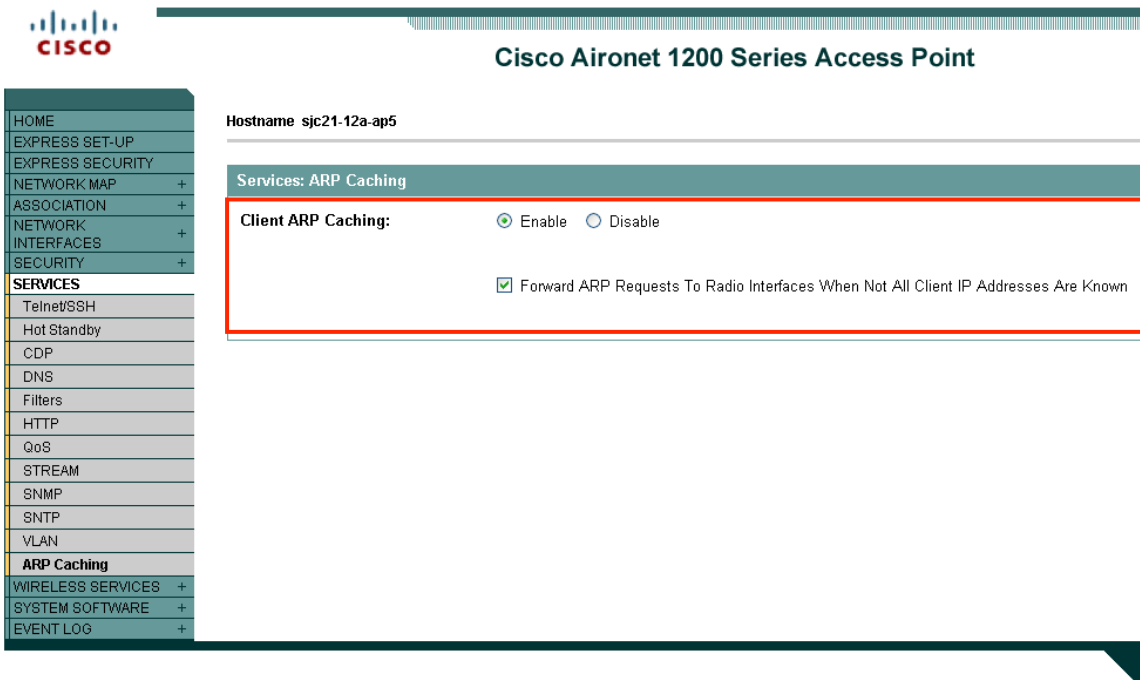 CISCO
Cisco Aironet 1200 Series Access Point
HOME
EXPRESS SET-UP
EXPRESS SECURITY
NETWORK MAP +
ASSOCIATION +
NETWORK
INTERFACES +
SECURITY +
SERVICES
Telnet/SSH
Hot Standby
CDP
DNS
Filters
HTTP
QoS
STREAM
SNMP
SNTP
VLAN
ARP Caching
WIRELESS SERVICES +
SYSTEM SOFTWARE +
EVENT LOG +
Hostname sjc21-12a-ap5
Services: ARP Caching
Client ARP Caching: Enable Disable
Forward ARP Requests To Radio Interfaces When Not All Client IP Addresses Are Known